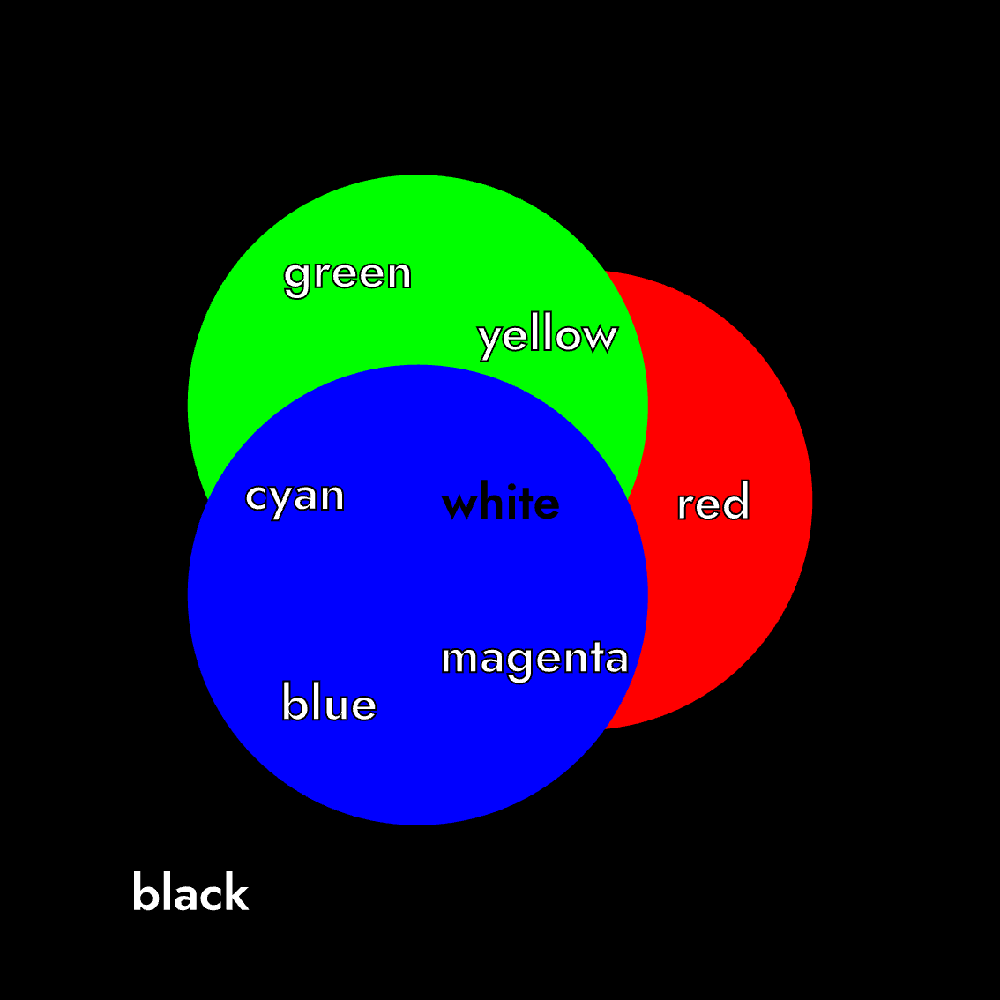 green
yellow
cyan
white
red
magenta
blue
black